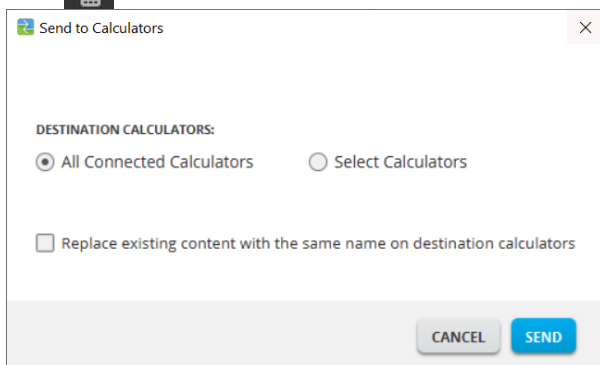 Send to Calculators
DESTINATION CALCULATORS:
All Connected Calculators Select Calculators
Replace existing content with the same name on destination calculators
CANCEL SEND